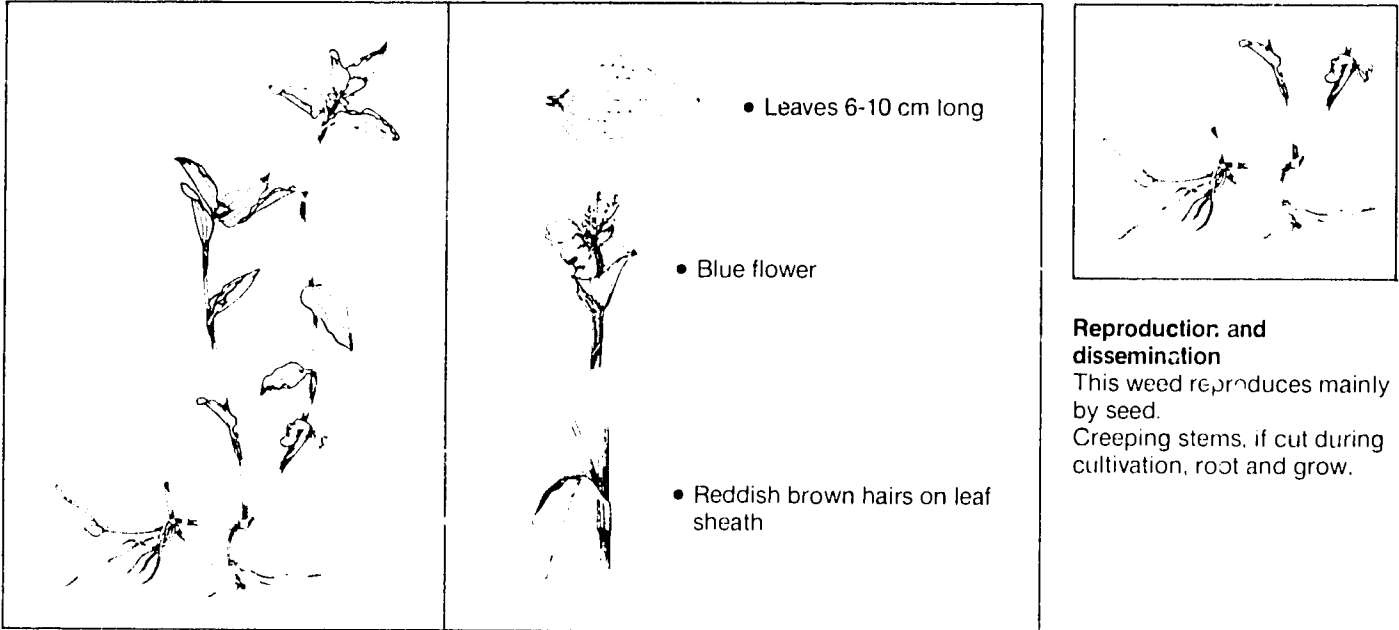 • Leaves 6-10 cm long
• Blue flower
• Reddish brown hairs on leaf
sheath
Reproduction and
dissemination
This weed reproduces mainly
by seed.
Creeping stems, if cut during
cultivation, root and grow.